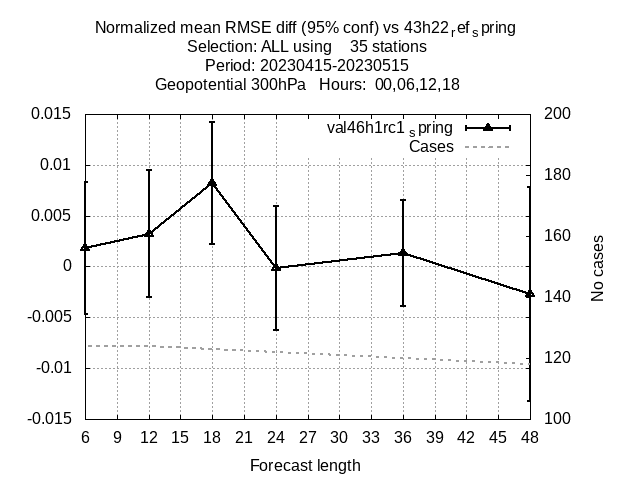 Normalized mean RMSE diff (95% conf) vs 43h22refspring
Selection: ALL using 35 stations
Period: 20230415-20230515
Geopotential 300hPa Hours: 00,06,12,18
val46h1rc1spring
Cases
0.015
0.01
0.005
0
-0.005
-0.01
-0.015
200
180
160
140
120
100
No cases
6 9 12 15 18 21 24 27 30 33 36 39 42 45 48
Forecast length